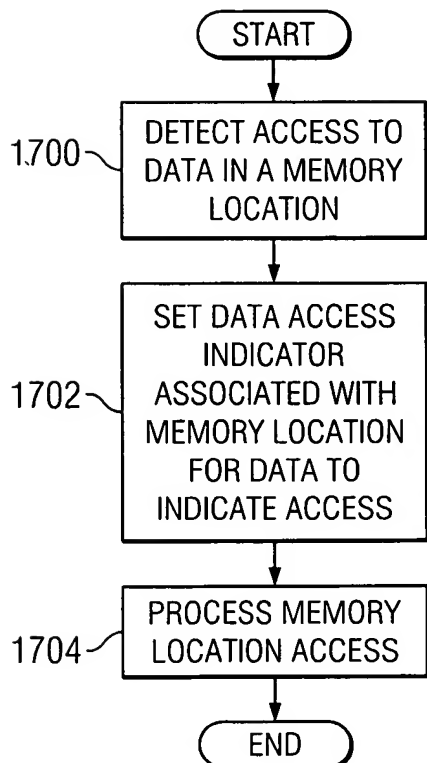 START
1700
DETECT ACCESS TO
DATA IN A MEMORY
LOCATION
1702
SET DATA ACCESS
INDICATOR
ASSOCIATED WITH
MEMORY LOCATION
FOR DATA TO
INDICATE ACCESS
1704
PROCESS MEMORY
LOCATION ACCESS
END